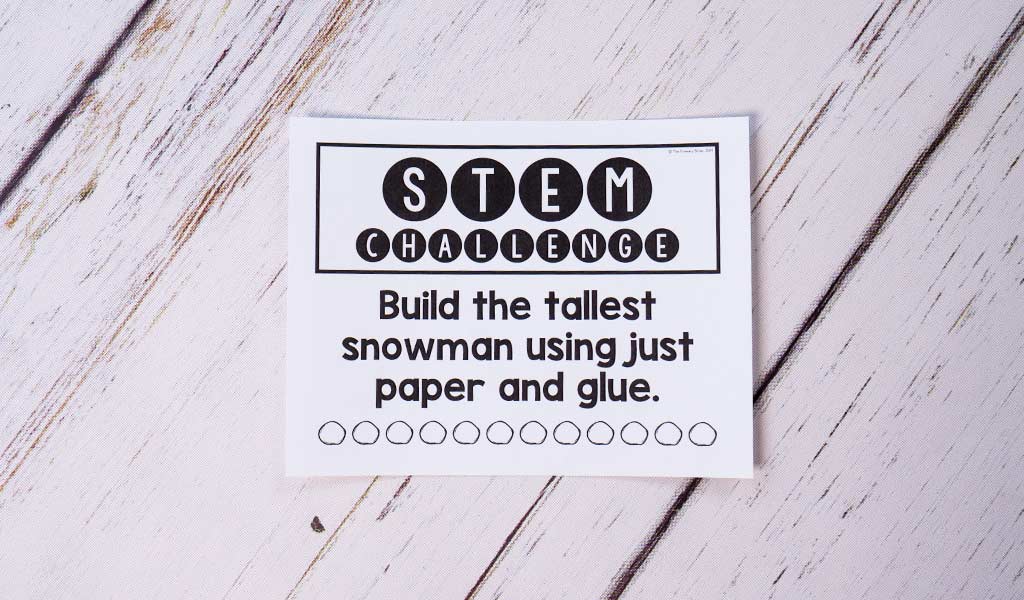 STEM
CHALLENGE
Build the tallest
snowman using just
paper and glue.